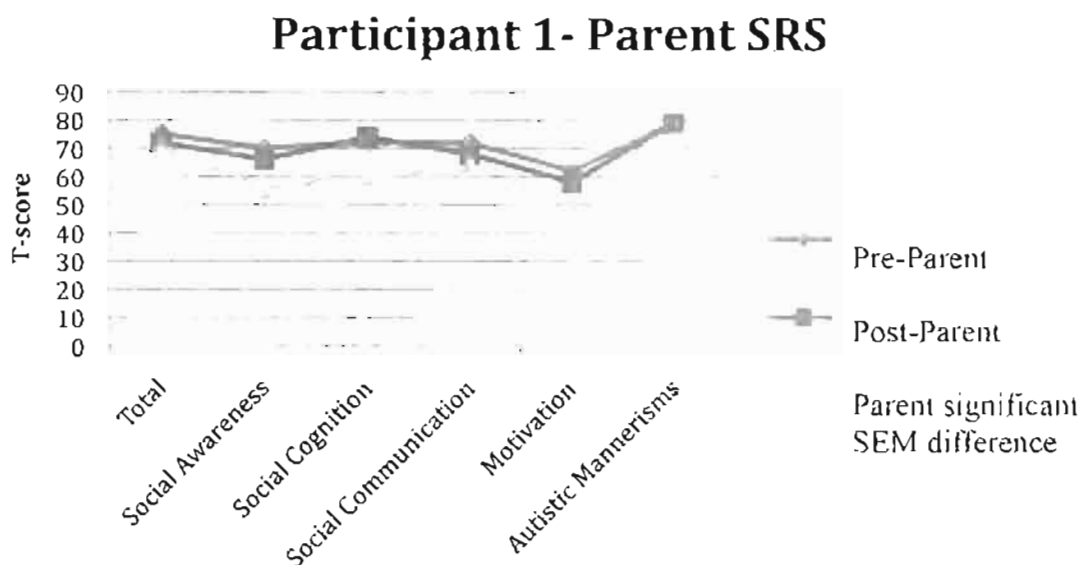 Participant 1- Parent SRS
90
80
70
60
50
40
30
20
10
0
T-score
Total
Social Awareness
Social Cognition
Social Communication
Motivation
Autistic Mannerisms
Pre-Parent
Post-Parent
Parent significant
SEM difference